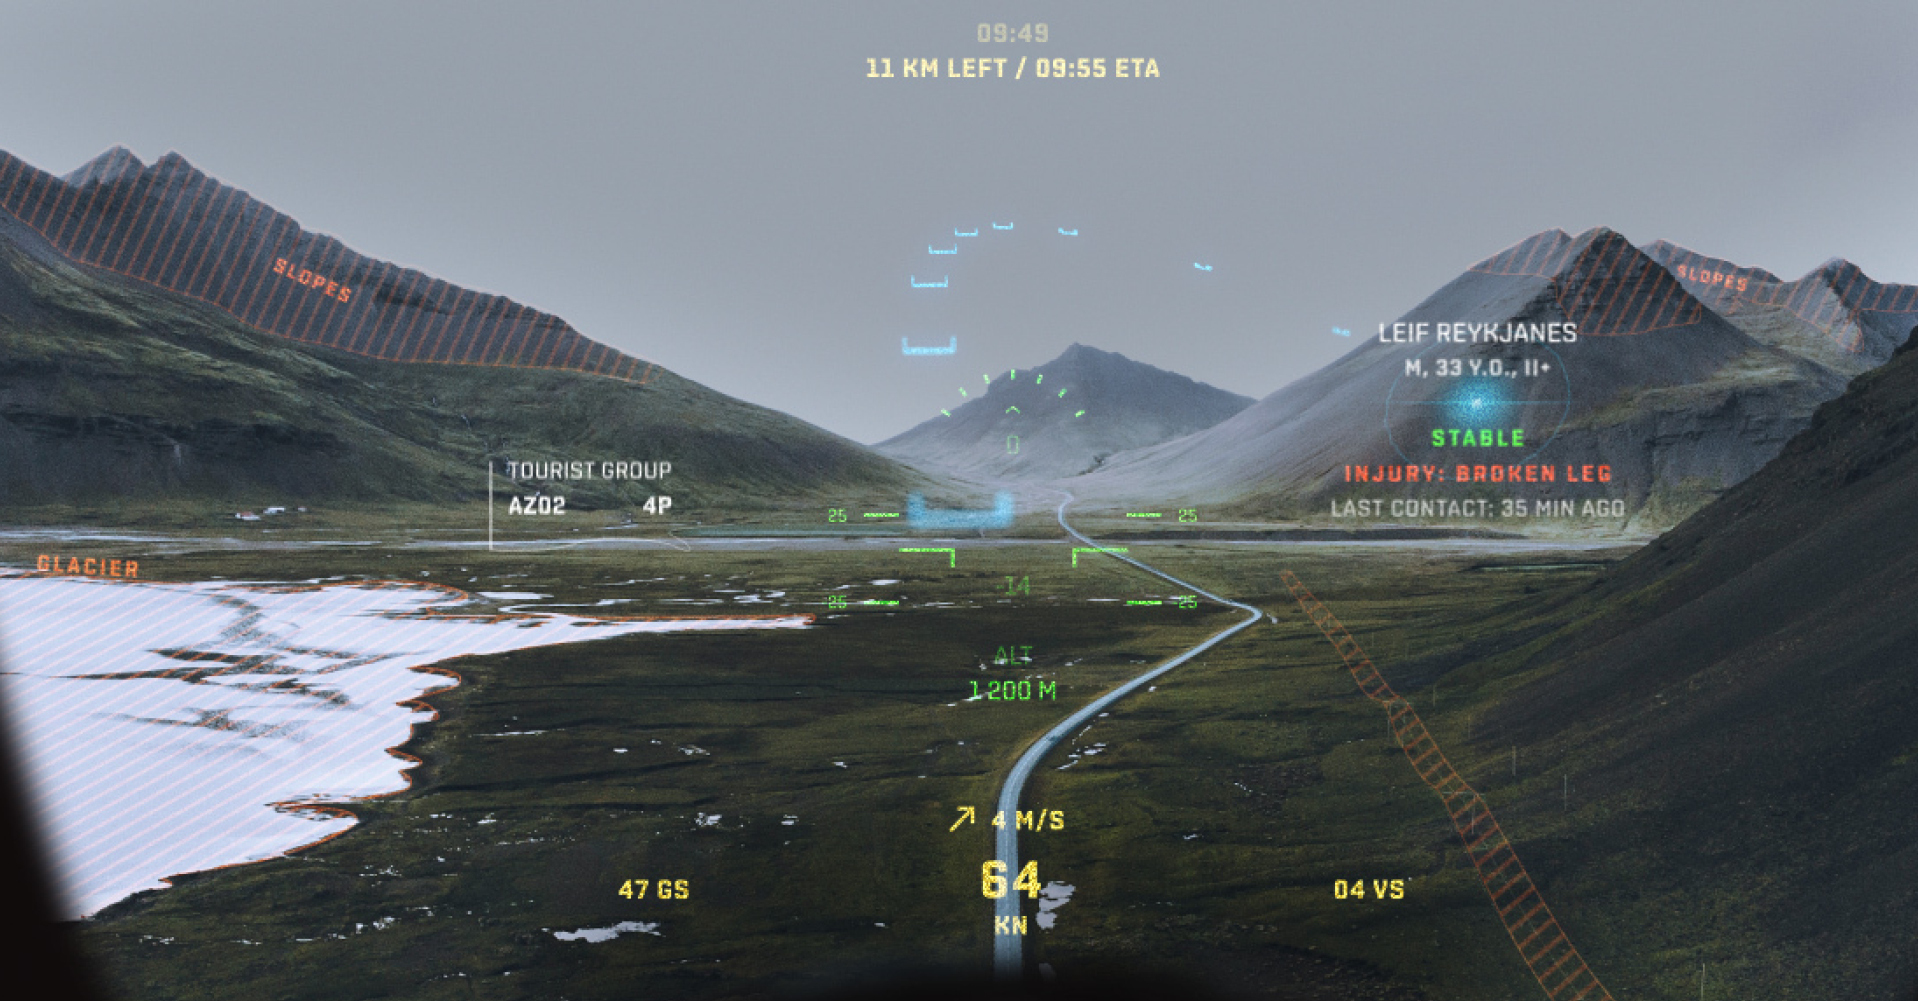 09:49
11 KM LEFT / 09:55 ETA
SLOPES
SLOPES
LEIF REYKJANES
M, 33 Y.O., II+
STABLE
INJURY: BROKEN LEG
LAST CONTACT: 35 MIN AGO
0
TOURIST GROUP
AZ02 4P
25 25
GLACIER
14
25 25
ALT
1 200 M
4 M/S
64
KN
47 GS
04 VS